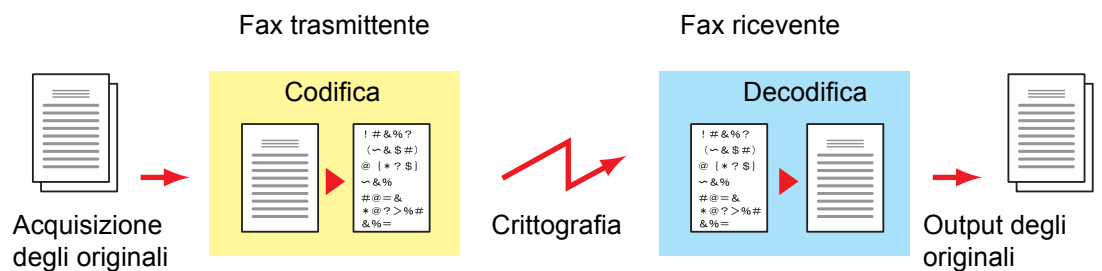 Fax trasmittente
Fax ricevente
Codifica
Decodifica
!#&%?
(~&$#)
@{*?$}
~&%
#@=&
*@?>%#
&%=
!#&%?
(~&$#)
@{*?$}
~&%
#@=&
*@?>%#
&%=
Acquisizione
degli originali
Crittografia
Output degli
originali